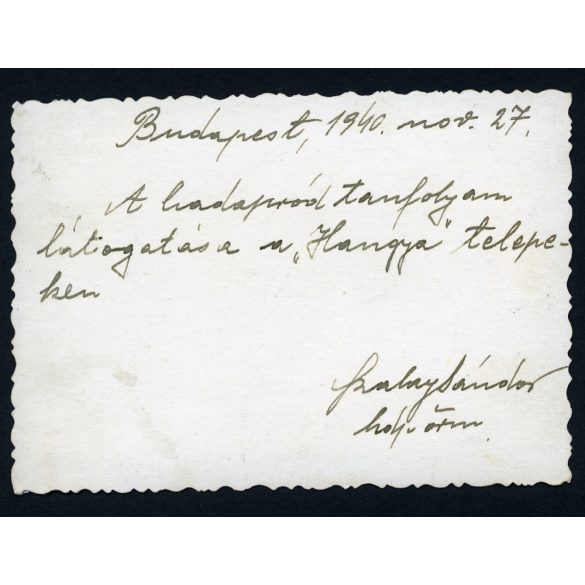 Budapest, 1940. nov. 27.
A hadapród tanfolyam
látogatása a „Hangya" telepe-
ken
Szalay Sándor
hdp. őrm.